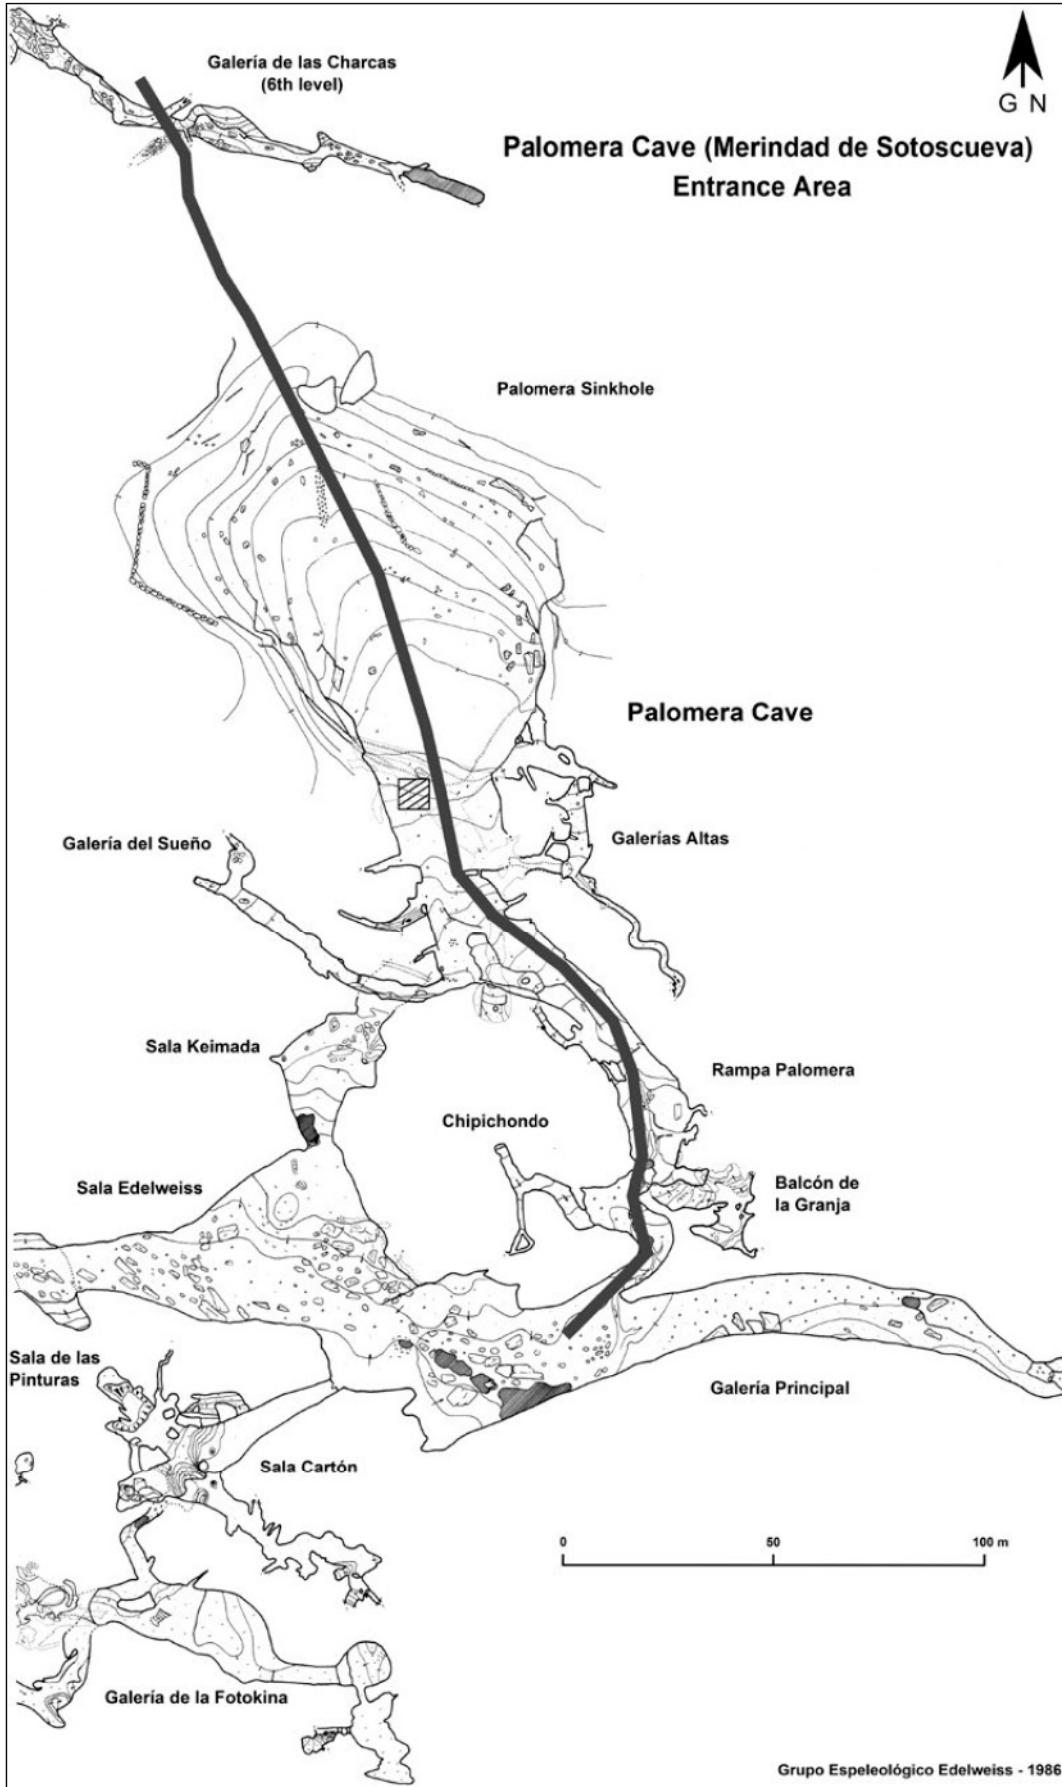 Galería de las Charcas
(6th level)
G N
Palomera Cave (Merindad de Sotoscueva)
Entrance Area
Palomera Sinkhole
Palomera Cave
Galería del Sueño
Galerías Altas
Sala Keimada
Rampa Palomera
Chipichondo
Sala Edelweiss
Balcón de
la Granja
Sala de las
Pinturas
Galería Principal
Sala Cartón
0 50 100 m
Galería de la Fotokina
Grupo Espeleológico Edelweiss - 1986